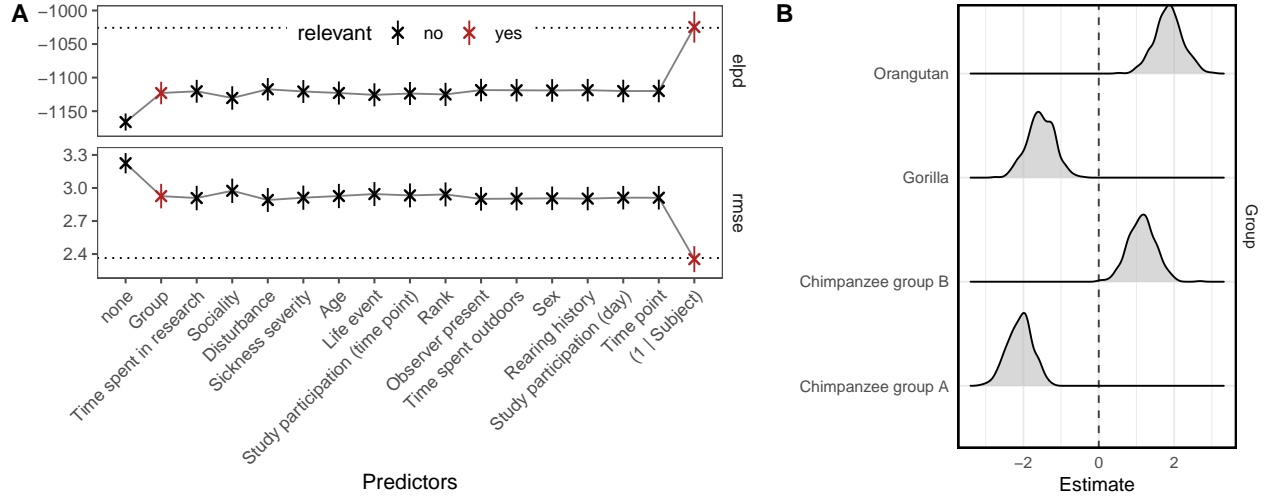 A
−1000
−1050
−1100
−1150
relevant no yes
elpd
3.3
3.0
2.7
2.4
rmse
none
Group
Time spent in research
Sociality
Disturbance
Sickness severity
Age
Life event
Study participation (time point)
Rank
Observer present
Time spent outdoors
Sex
Rearing history
Study participation (day)
Time point
(1 | Subject)
Predictors
B
Orangutan
Gorilla
Chimpanzee group B
Chimpanzee group A
Group
−2 0 2
Estimate